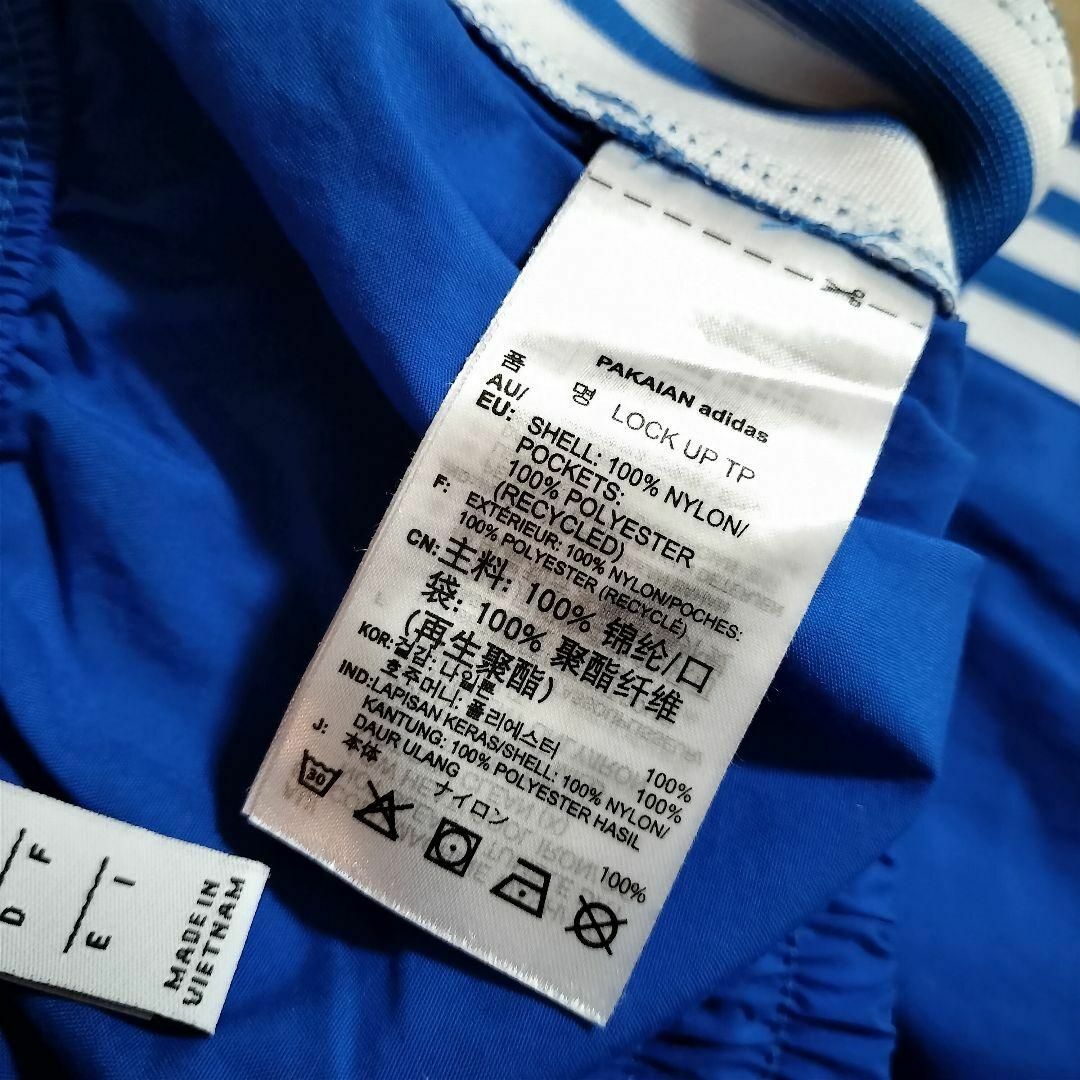 PAKAIAN adidas
품 명 LOCK UP TP
AU/
EU: SHELL: 100% NYLON/
POCKETS:
100% POLYESTER
(RECYCLED)
F: EXTÉRIEUR: 100% NYLON/POCHES:
100% POLYESTER (RECYCLÉ)
CN: 主料: 100% 锦纶/口
袋: 100% 聚酯纤维
(再生聚酯)
KOR: 겉감: 나일론 100%
호주머니: 폴리에스터 100%
IND: LAPISAN KERAS/SHELL: 100% NYLON/
KANTUNG: 100% POLYESTER HASIL
DAUR ULANG
J: 本体 ナイロン 100%
30
D F
E I
MADE IN
VIETNAM